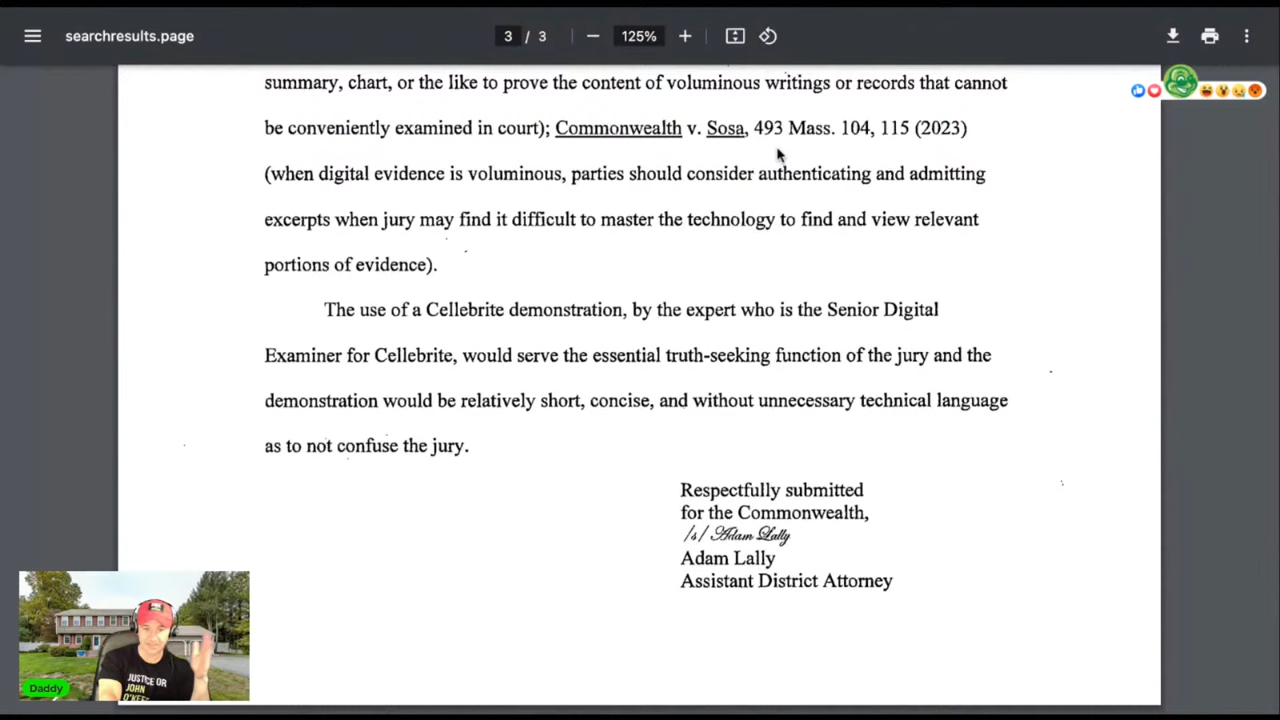 searchresults.page
3 / 3
125%
summary, chart, or the like to prove the content of voluminous writings or records that cannot
be conveniently examined in court); Commonwealth v. Sosa, 493 Mass. 104, 115 (2023)
(when digital evidence is voluminous, parties should consider authenticating and admitting
excerpts when jury may find it difficult to master the technology to find and view relevant
portions of evidence).
The use of a Cellebrite demonstration, by the expert who is the Senior Digital
Examiner for Cellebrite, would serve the essential truth-seeking function of the jury and the
demonstration would be relatively short, concise, and without unnecessary technical language
as to not confuse the jury.
Respectfully submitted
for the Commonwealth,
/s/ Adam Lally
Adam Lally
Assistant District Attorney
JUSTICE OR
JOHN
Daddy